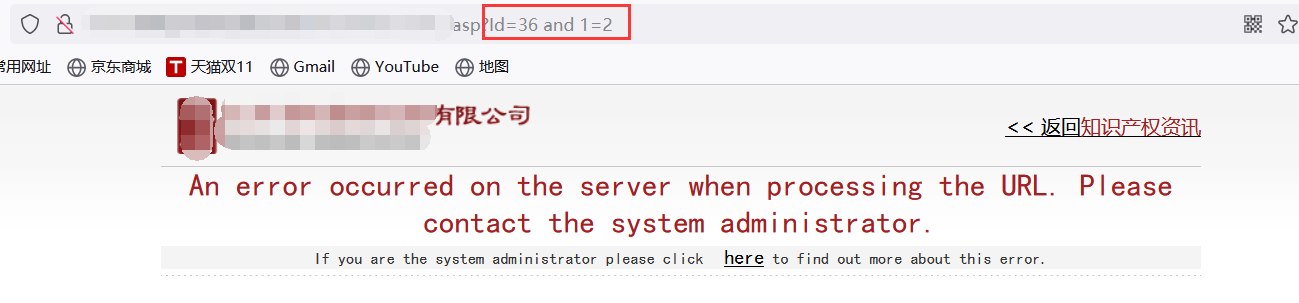 asp?Id=36 and 1=2
常用网址 京东商城 T 天猫双11 Gmail YouTube 地图
有限公司
<< 返回知识产权资讯
An error occurred on the server when processing the URL. Please
contact the system administrator.
If you are the system administrator please click here to find out more about this error.